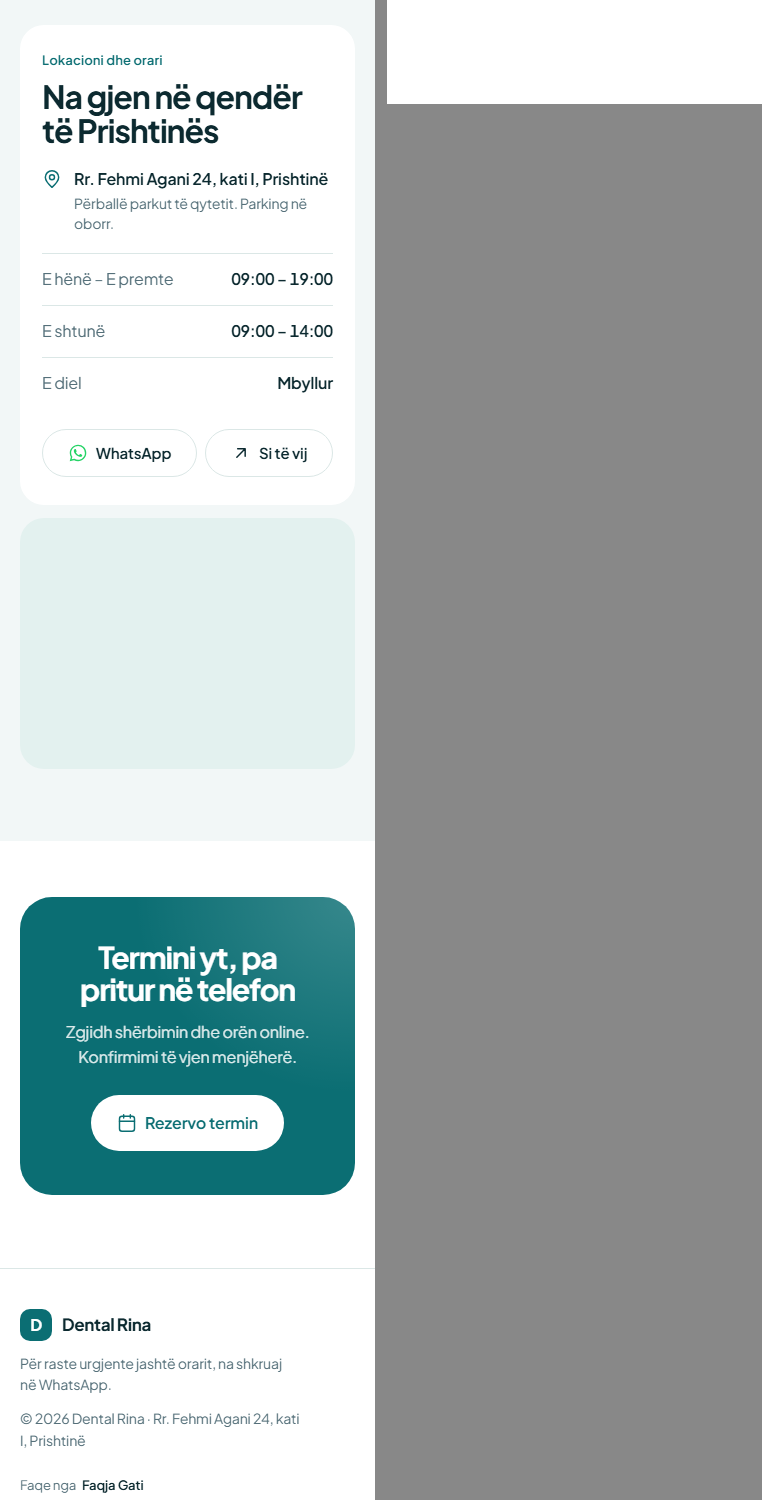 Lokacioni dhe orari
Na gjen në qendër
të Prishtinës
Rr. Fehmi Agani 24, kati I, Prishtinë
Përballë parkut të qytetit. Parking në
oborr.
E hënë – E premte 09:00 – 19:00
E shtunë 09:00 – 14:00
E diel Mbyllur
WhatsApp Si të vij
Termini yt, pa
pritur në telefon
Zgjidh shërbimin dhe orën online.
Konfirmimi të vjen menjëherë.
Rezervo termin
D Dental Rina
Për raste urgjente jashtë orarit, na shkruaj
në WhatsApp.
© 2026 Dental Rina · Rr. Fehmi Agani 24, kati
I, Prishtinë
Faqe nga Faqja Gati